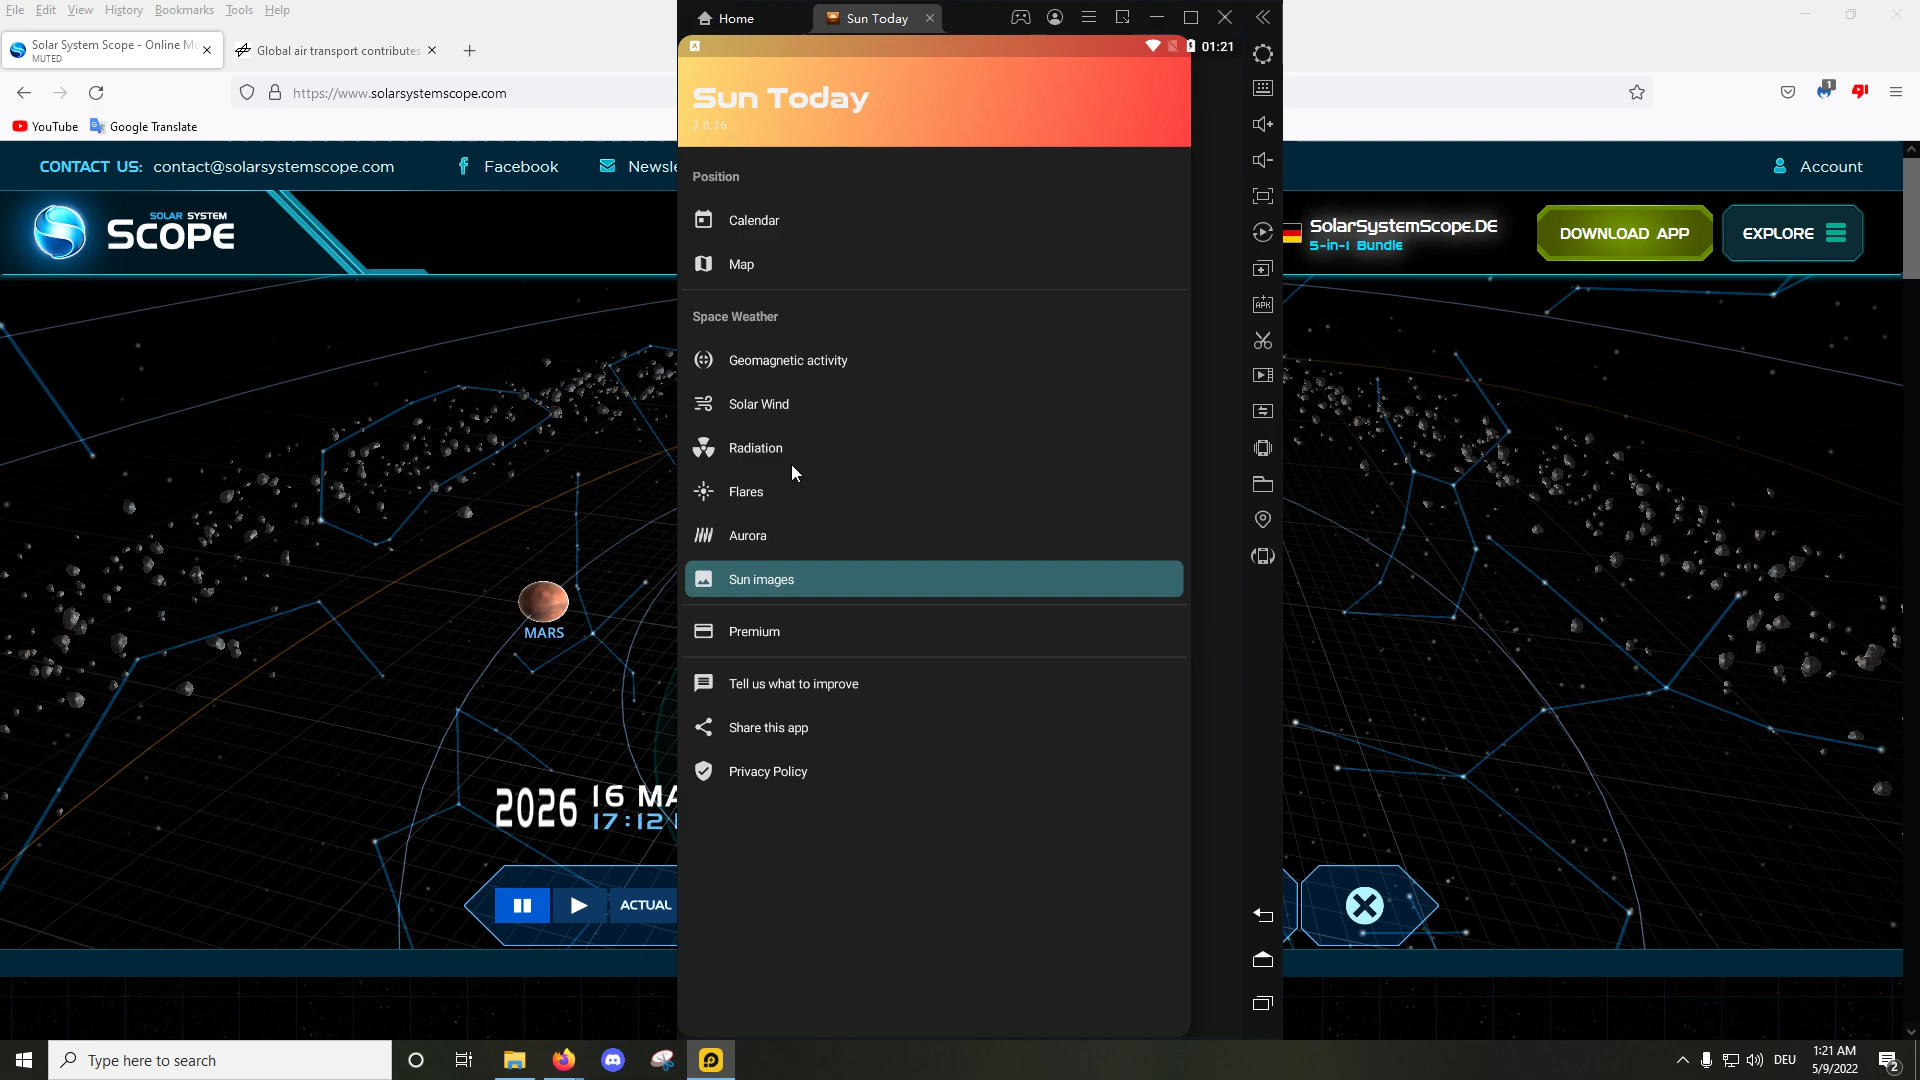 File Edit View History Bookmarks Tools Help
Home
Sun Today
Solar System Scope - Online Mo
MUTED
Global air transport contributes
01:21
https://www.solarsystemscope.com
1
YouTube
Google Translate
Sun Today
3.0.16
CONTACT US: contact@solarsystemscope.com
Facebook
Newsle
Account
SOLAR SYSTEM
SCOPE
SolarSystemScope.DE
5-in-1 Bundle
DOWNLOAD APP
EXPLORE
Position
Calendar
Map
Space Weather
Geomagnetic activity
Solar Wind
Radiation
Flares
Aurora
Sun images
Premium
Tell us what to improve
Share this app
Privacy Policy
APK
MARS
2026 16 MA
17:12
ACTUAL
Type here to search
DEU
1:21 AM
5/9/2022
2